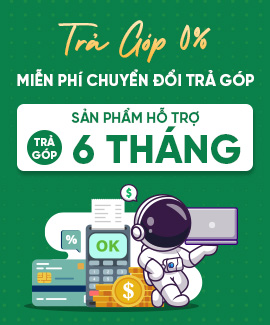 Trả Góp 0%
MIỄN PHÍ CHUYỂN ĐỔI TRẢ GÓP
SẢN PHẨM HỖ TRỢ
TRẢ GÓP
6 THÁNG
$
%
OK
$